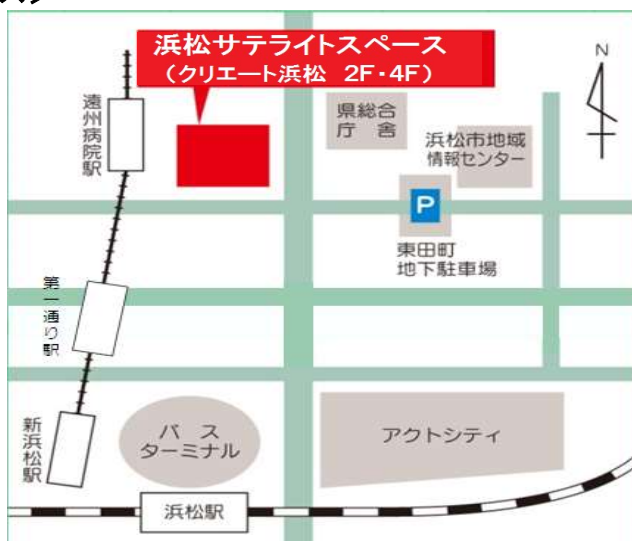 浜松サテライトスペース
（クリエート浜松 2F・4F）
N
遠州病院駅
県総合
庁 舎
浜松市地域
情報センター
P
東田町
地下駐車場
第一通り駅
新浜松駅
バ ス
ターミナル
アクトシティ
浜松駅